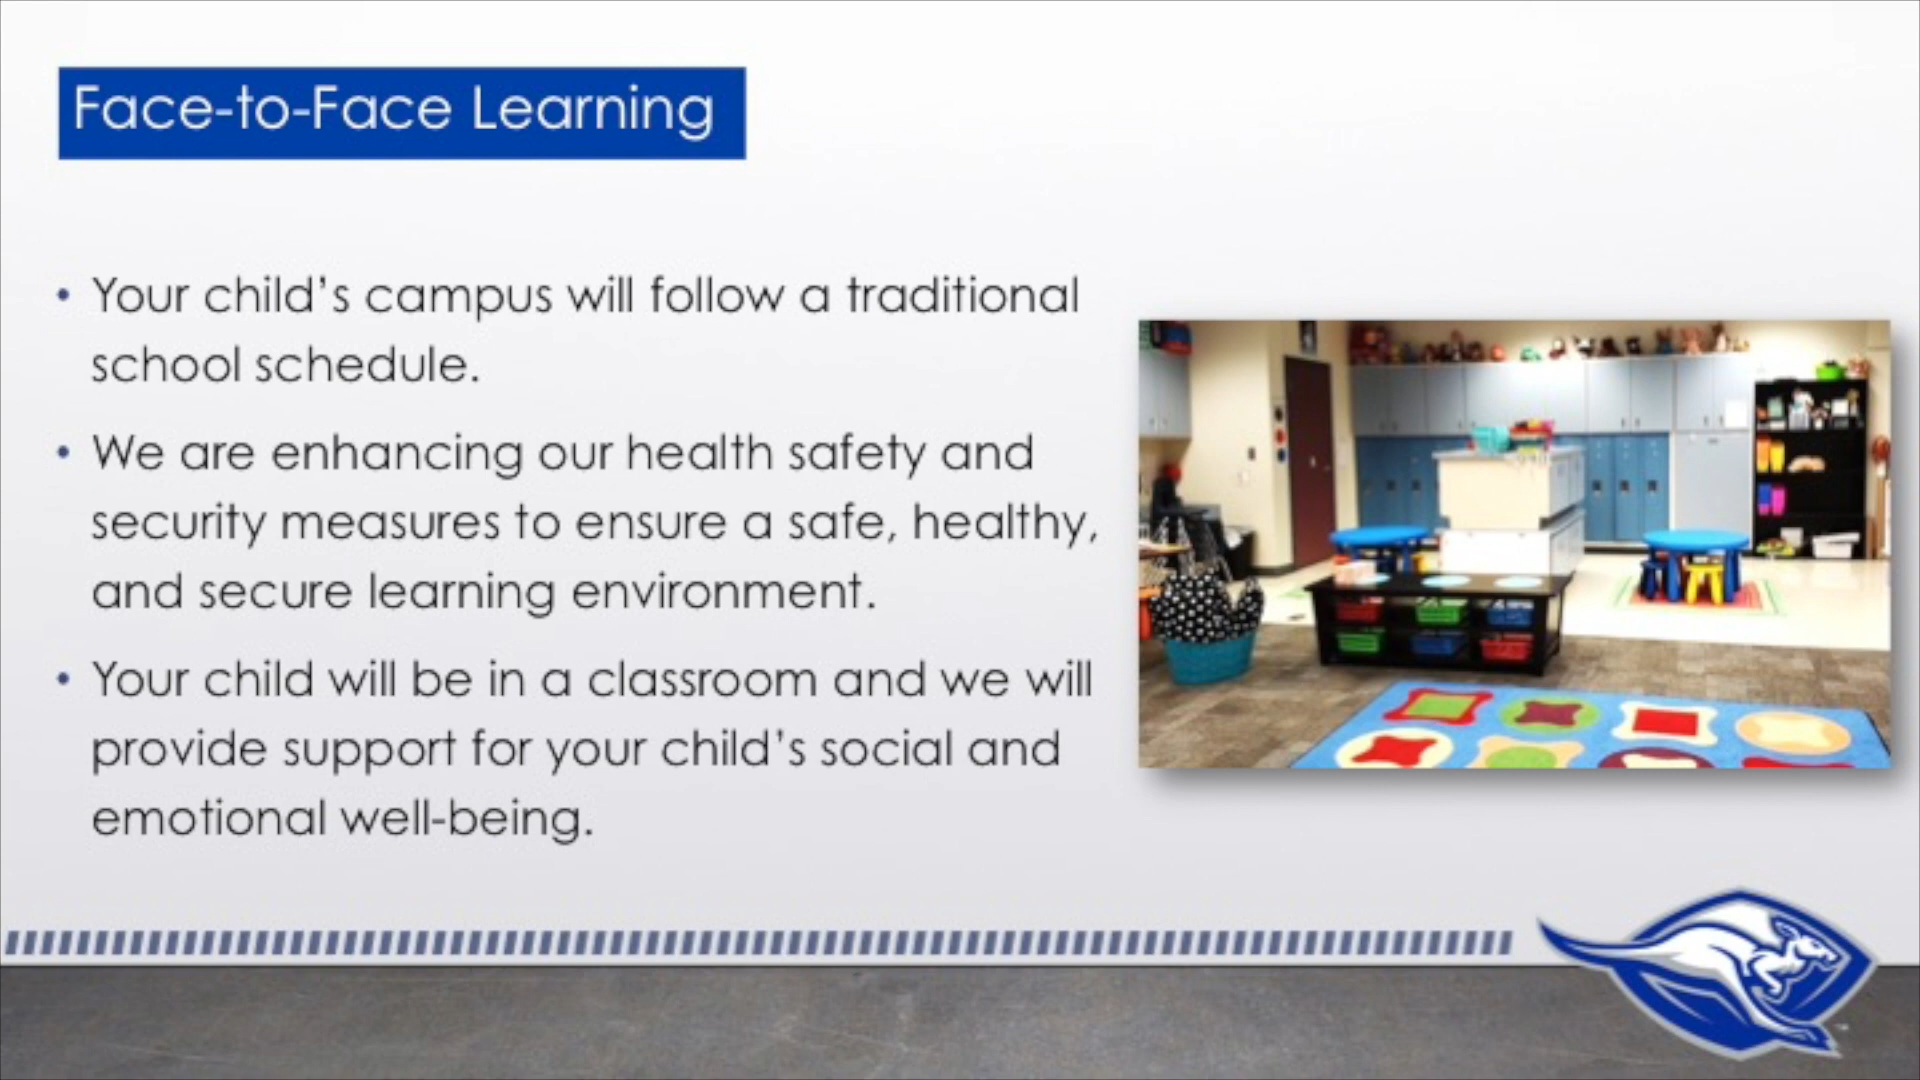 Face-to-Face Learning
• Your child’s campus will follow a traditional
school schedule.
• We are enhancing our health safety and
security measures to ensure a safe, healthy,
and secure learning environment.
• Your child will be in a classroom and we will
provide support for your child’s social and
emotional well-being.